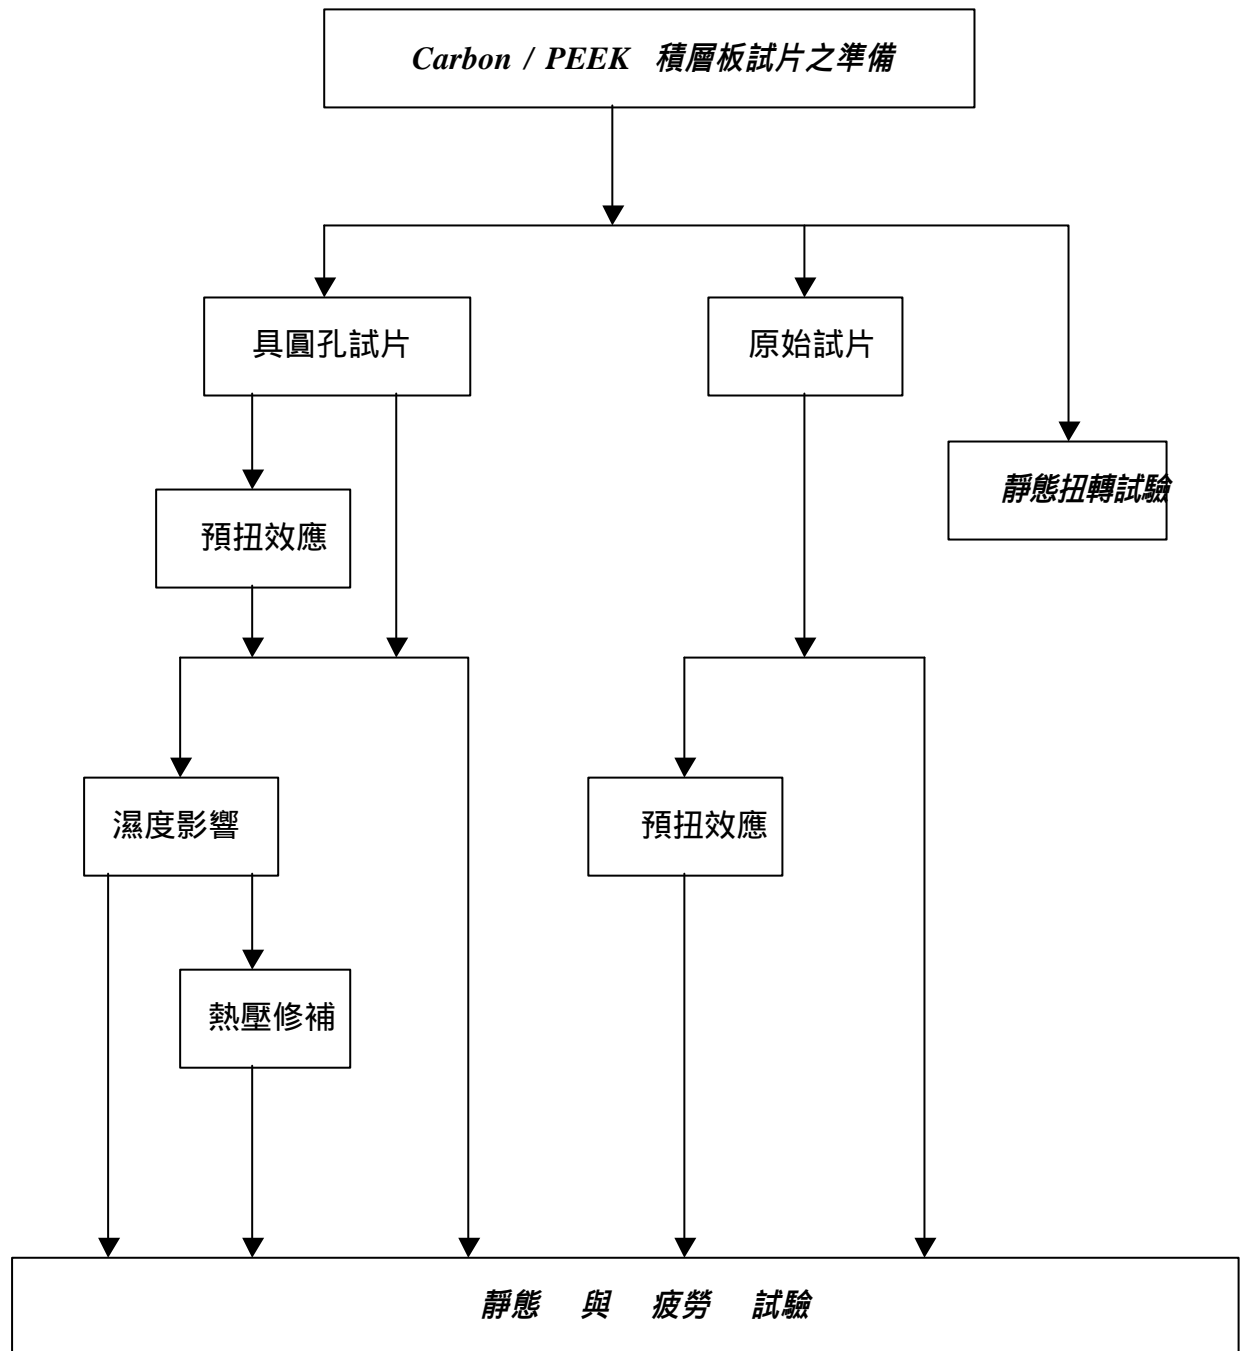 Carbon / PEEK 積層板試片之準備
具圓孔試片
原始試片
靜態扭轉試驗
預扭效應
濕度影響
預扭效應
熱壓修補
靜態 與 疲勞 試驗